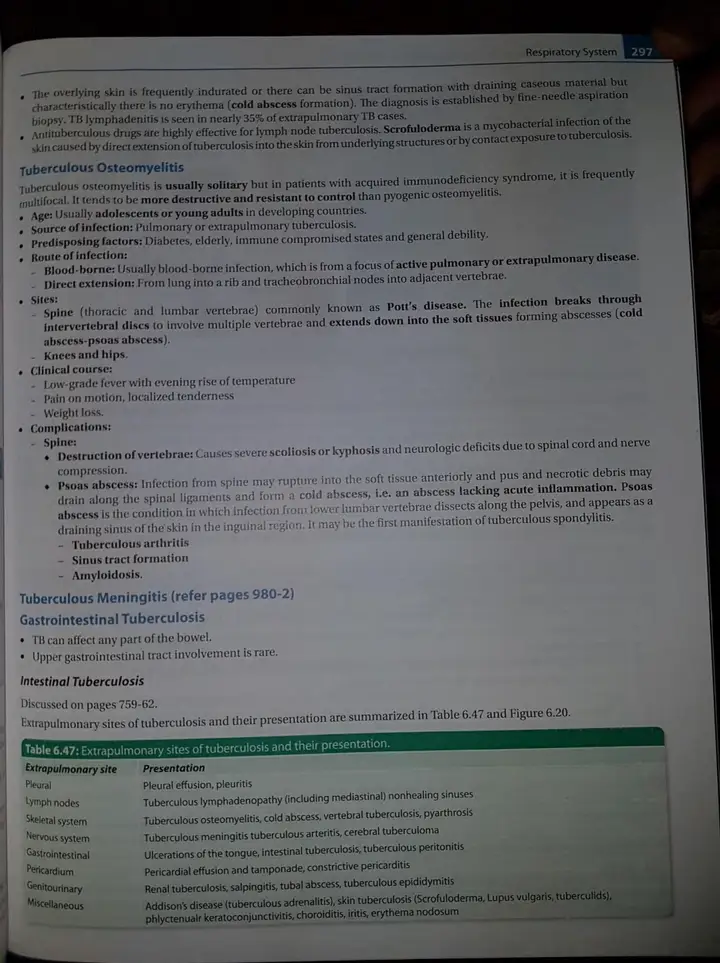 Respiratory System 297
• The overlying skin is frequently indurated or there can be sinus tract formation with draining caseous material but
characteristically there is no erythema (cold abscess formation). The diagnosis is established by fine-needle aspiration
biopsy. TB lymphadenitis is seen in nearly 35% of extrapulmonary TB cases.
• Antituberculous drugs are highly effective for lymph node tuberculosis. Scrofuloderma is a mycobacterial infection of the
skin caused by direct extension of tuberculosis into the skin from underlying structures or by contact exposure to tuberculosis.
Tuberculous Osteomyelitis
Tuberculous osteomyelitis is usually solitary but in patients with acquired immunodeficiency syndrome, it is frequently
multifocal. It tends to be more destructive and resistant to control than pyogenic osteomyelitis.
• Age: Usually adolescents or young adults in developing countries.
• Source of infection: Pulmonary or extrapulmonary tuberculosis.
• Predisposing factors: Diabetes, elderly, immune compromised states and general debility.
• Route of infection:
– Blood-borne: Usually blood-borne infection, which is from a focus of active pulmonary or extrapulmonary disease.
– Direct extension: From lung into a rib and tracheobronchial nodes into adjacent vertebrae.
• Sites:
– Spine (thoracic and lumbar vertebrae) commonly known as Pott's disease. The infection breaks through
intervertebral discs to involve multiple vertebrae and extends down into the soft tissues forming abscesses (cold
abscess-psoas abscess).
– Knees and hips.
• Clinical course:
– Low-grade fever with evening rise of temperature
– Pain on motion, localized tenderness
– Weight loss.
• Complications:
– Spine:
♦ Destruction of vertebrae: Causes severe scoliosis or kyphosis and neurologic deficits due to spinal cord and nerve
compression.
♦ Psoas abscess: Infection from spine may rupture into the soft tissue anteriorly and pus and necrotic debris may
drain along the spinal ligaments and form a cold abscess, i.e. an abscess lacking acute inflammation. Psoas
abscess is the condition in which infection from lower lumbar vertebrae dissects along the pelvis, and appears as a
draining sinus of the skin in the inguinal region. It may be the first manifestation of tuberculous spondylitis.
– Tuberculous arthritis
– Sinus tract formation
– Amyloidosis.
Tuberculous Meningitis (refer pages 980-2)
Gastrointestinal Tuberculosis
• TB can affect any part of the bowel.
• Upper gastrointestinal tract involvement is rare.
Intestinal Tuberculosis
Discussed on pages 759-62.
Extrapulmonary sites of tuberculosis and their presentation are summarized in Table 6.47 and Figure 6.20.
Table 6.47: Extrapulmonary sites of tuberculosis and their presentation.
Extrapulmonary site Presentation
Pleural Pleural effusion, pleuritis
Lymph nodes Tuberculous lymphadenopathy (including mediastinal) nonhealing sinuses
Skeletal system Tuberculous osteomyelitis, cold abscess, vertebral tuberculosis, pyarthrosis
Nervous system Tuberculous meningitis tuberculous arteritis, cerebral tuberculoma
Gastrointestinal Ulcerations of the tongue, intestinal tuberculosis, tuberculous peritonitis
Pericardium Pericardial effusion and tamponade, constrictive pericarditis
Genitourinary Renal tuberculosis, salpingitis, tubal abscess, tuberculous epididymitis
Miscellaneous Addison's disease (tuberculous adrenalitis), skin tuberculosis (Scrofuloderma, Lupus vulgaris, tuberculids),
phlyctenualr keratoconjunctivitis, choroiditis, iritis, erythema nodosum